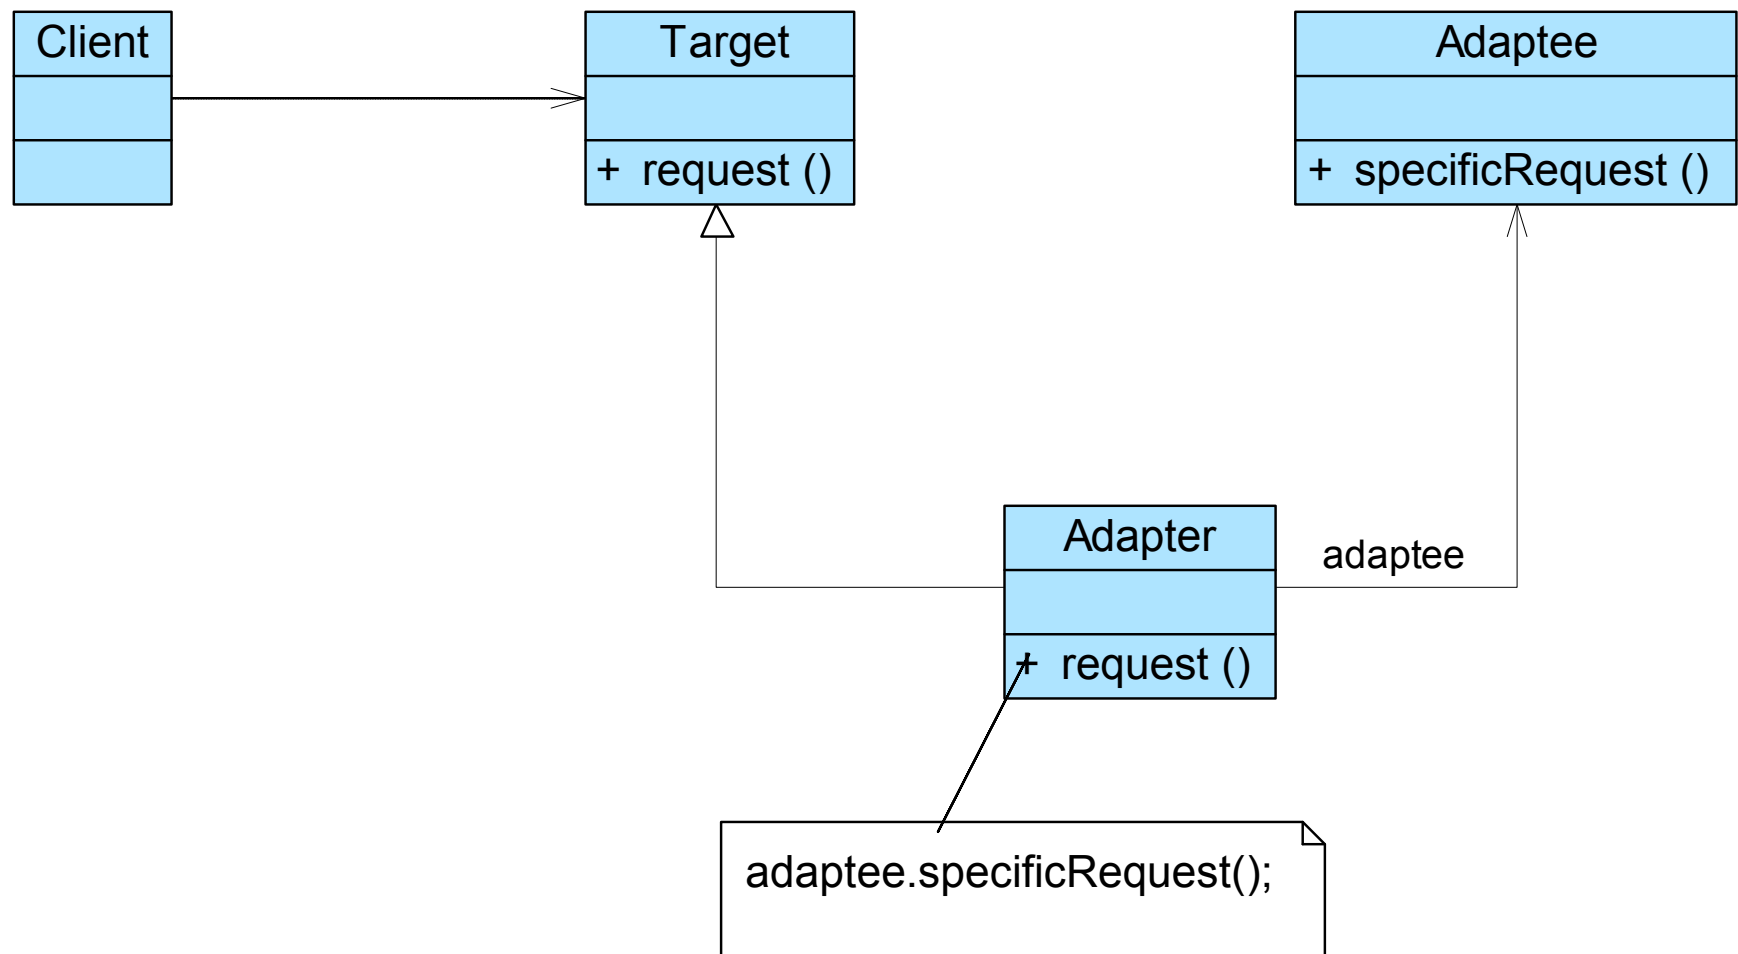 Client
Target
+ request ()
Adaptee
+ specificRequest ()
Adapter
+ request ()
adaptee
adaptee.specificRequest();